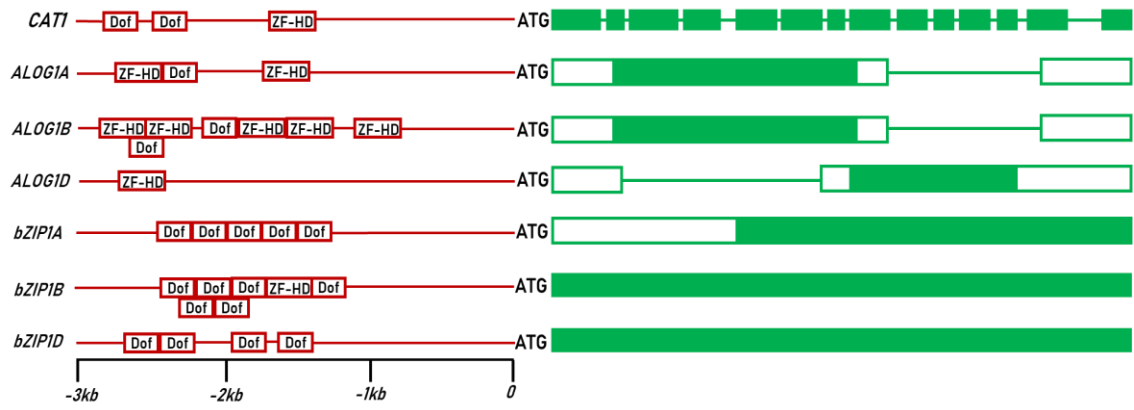 CAT1 Dof Dof ZF-HD ATG
ALOG1A ZF-HD Dof ZF-HD ATG
ALOG1B ZF-HD ZF-HD Dof ZF-HD ZF-HD ZF-HD ATG
Dof
ALOG1D ZF-HD ATG
bZIP1A Dof Dof Dof Dof Dof ATG
bZIP1B Dof Dof Dof ZF-HD Dof ATG
Dof Dof
bZIP1D Dof Dof Dof Dof ATG
-3kb -2kb -1kb 0